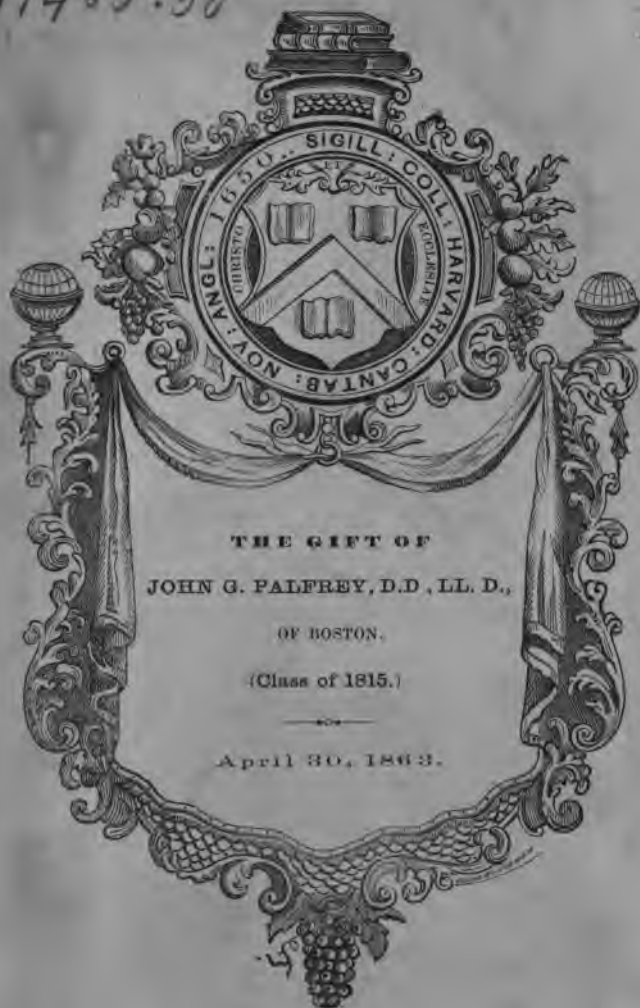 SIGILL: COLL: HARVARD: CANTAB: NOV: ANGL: 1650..
ET
CHRISTO
ECCLESIAE
THE GIFT OF
JOHN G. PALFREY, D.D, LL. D.,
OF BOSTON.
(Class of 1815.)
April 30, 1863.